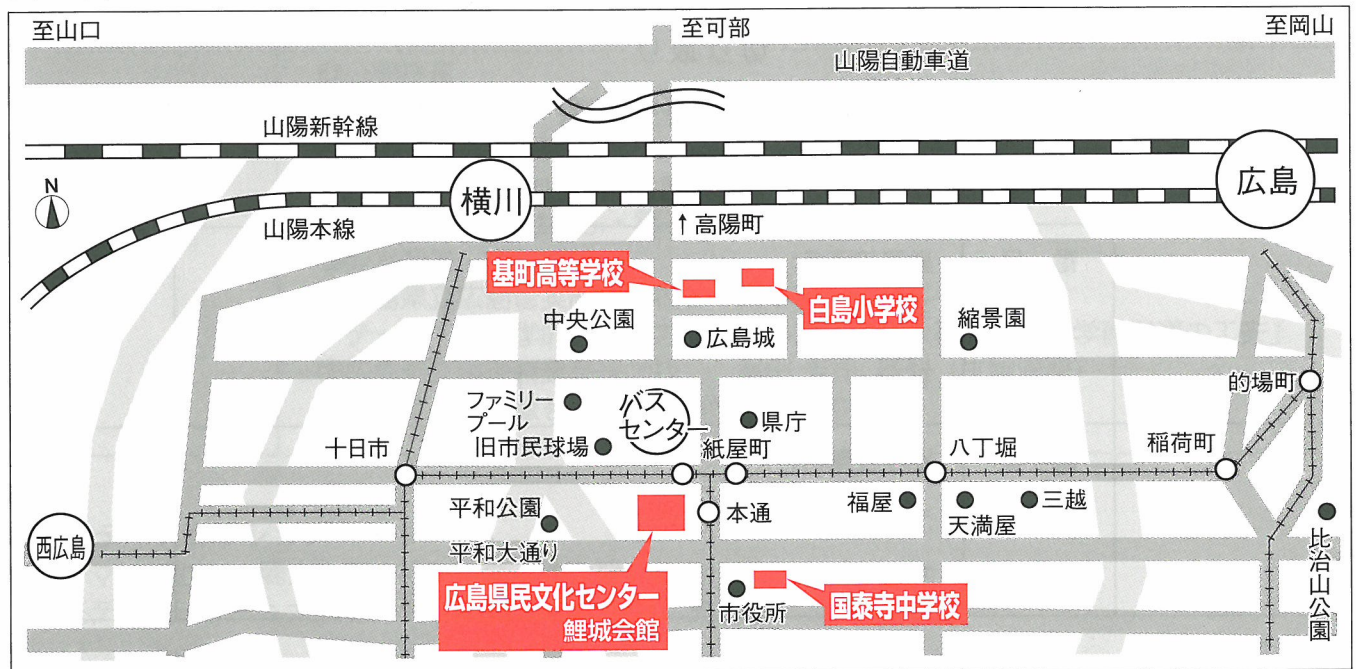 至山口
至可部
至岡山
山陽自動車道
山陽新幹線
広島
N
横川
山陽本線
↑高陽町
基町高等学校
白島小学校
中央公園
広島城
縮景園
的場町
ファミリー
プール
バス
センター
県庁
旧市民球場
十日市
紙屋町
八丁堀
稲荷町
平和公園
本通
福屋
天満屋
三越
西広島
平和大通り
比治山公園
広島県民文化センター
鯉城会館
市役所
国泰寺中学校